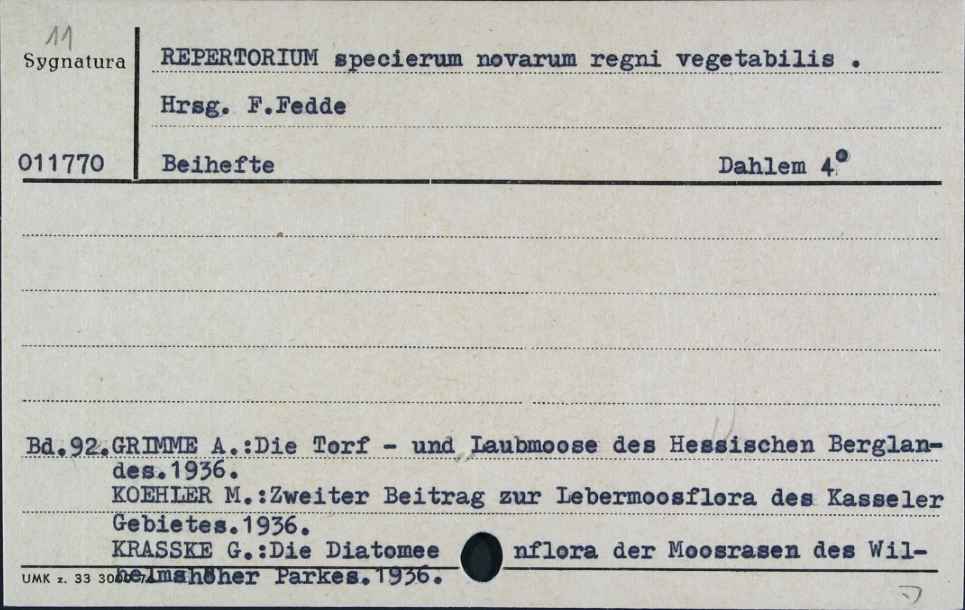 11
Sygnatura
REPERTORIUM specierum novarum regni vegetabilis .
Hrsg. F.Fedde
011770
Beihefte Dahlem 4°
Bd.92.GRIMME A.:Die Torf - und Laubmoose des Hessischen Berglan-
des.1936.
KOEHLER M.:Zweiter Beitrag zur Lebermoosflora des Kasseler
Gebietes.1936.
KRASSKE G.:Die Diatomee nflora der Moosrasen des Wil-
helmshöher Parkes.1936.
UMK z. 33 30